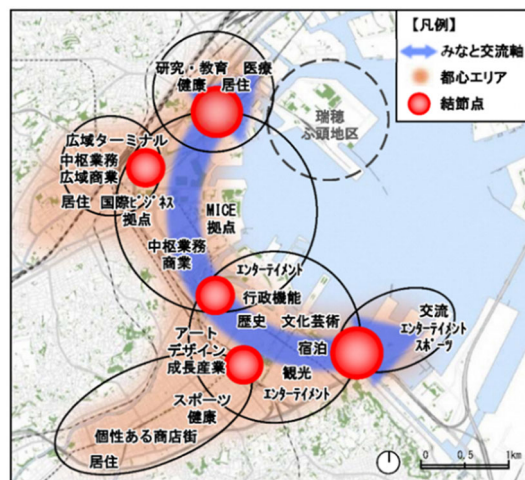 【凡例】
みなと交流軸
都心エリア
結節点
研究・教育 医療
健康 居住
瑞穂
ふ頭地区
広域ターミナル
中枢業務
広域商業
居住 国際ビジネス
拠点
MICE
拠点
中枢業務
商業
エンターテイメント
行政機能
歴史 文化芸術
交流
エンターテイメント
スポーツ
アート
デザイン
成長産業
宿泊
観光
エンターテイメント
スポーツ
健康
個性ある商店街
居住
0 0.5 1km